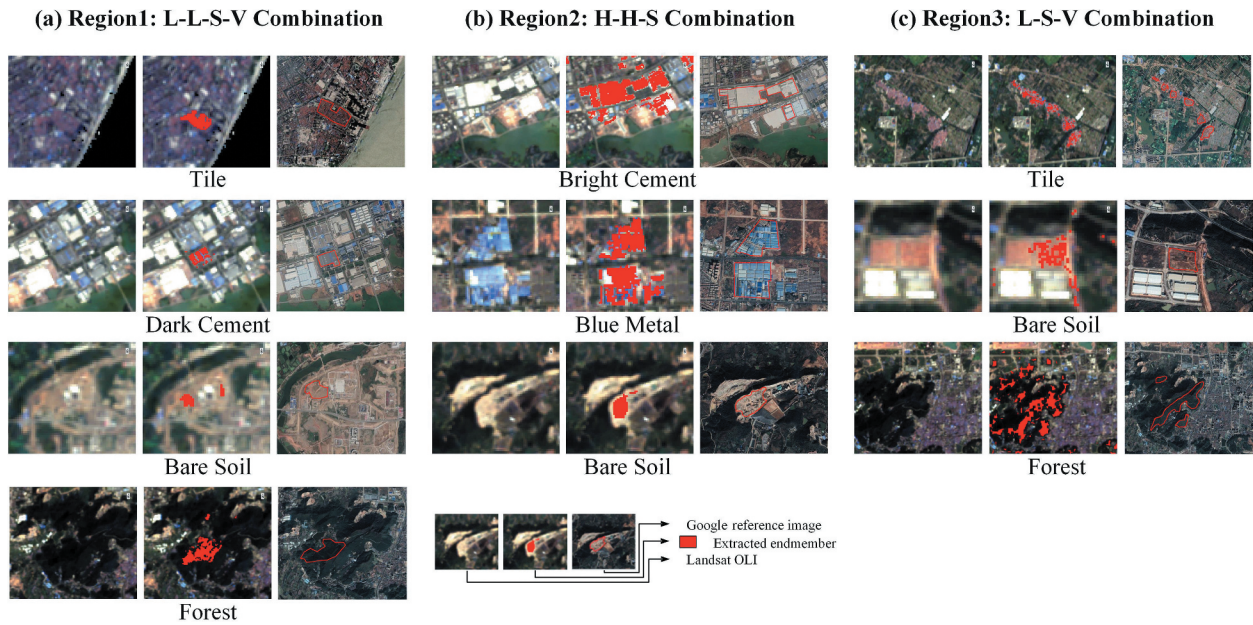 (a) Region1: L-L-S-V Combination
Tile
Dark Cement
Bare Soil
Forest
(b) Region2: H-H-S Combination
Bright Cement
Blue Metal
Bare Soil
Google reference image
Extracted endmember
Landsat OLI
(c) Region3: L-S-V Combination
Tile
Bare Soil
Forest